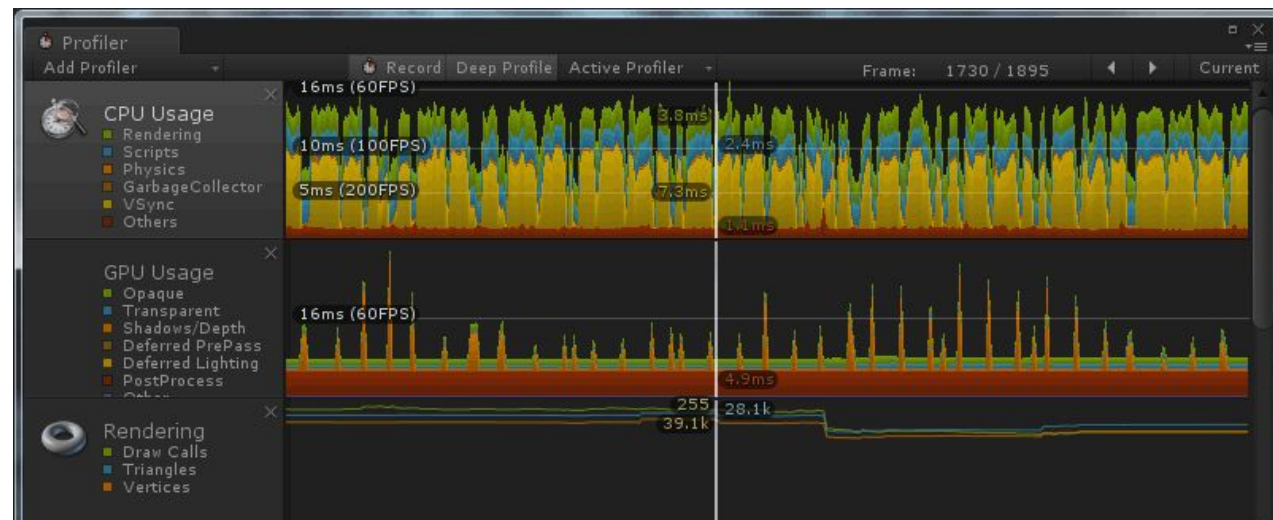 Profiler
Add Profiler Record Deep Profile Active Profiler Frame: 1730 / 1895 Current
CPU Usage
Rendering
Scripts
Physics
GarbageCollector
VSync
Others
16ms (60FPS)
3.8ms
10ms (100FPS)
2.4ms
5ms (200FPS)
7.3ms
1.1ms
GPU Usage
Opaque
Transparent
Shadows/Depth
Deferred PrePass
Deferred Lighting
PostProcess
Other
16ms (60FPS)
4.9ms
Rendering
Draw Calls
Triangles
Vertices
255
28.1k
39.1k